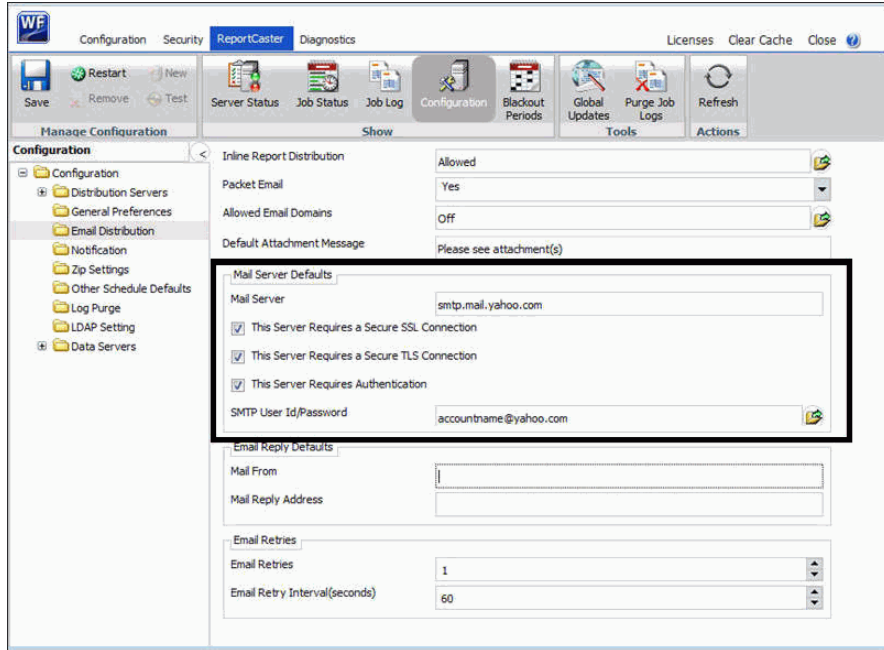 WF
Configuration Security ReportCaster Diagnostics Licenses Clear Cache Close ?
Save Restart New Remove Test
Server Status Job Status Job Log Configuration Blackout Periods
Global Updates Purge Job Logs Refresh
Manage Configuration Show Tools Actions
Configuration <
Configuration
Distribution Servers
General Preferences
Email Distribution
Notification
Zip Settings
Other Schedule Defaults
Log Purge
LDAP Setting
Data Servers
Inline Report Distribution Allowed
Packet Email Yes
Allowed Email Domains Off
Default Attachment Message Please see attachment(s)
Mail Server Defaults
Mail Server smtp.mail.yahoo.com
This Server Requires a Secure SSL Connection
This Server Requires a Secure TLS Connection
This Server Requires Authentication
SMTP User Id/Password accountname@yahoo.com
Email Reply Defaults
Mail From
Mail Reply Address
Email Retries
Email Retries 1
Email Retry Interval(seconds) 60